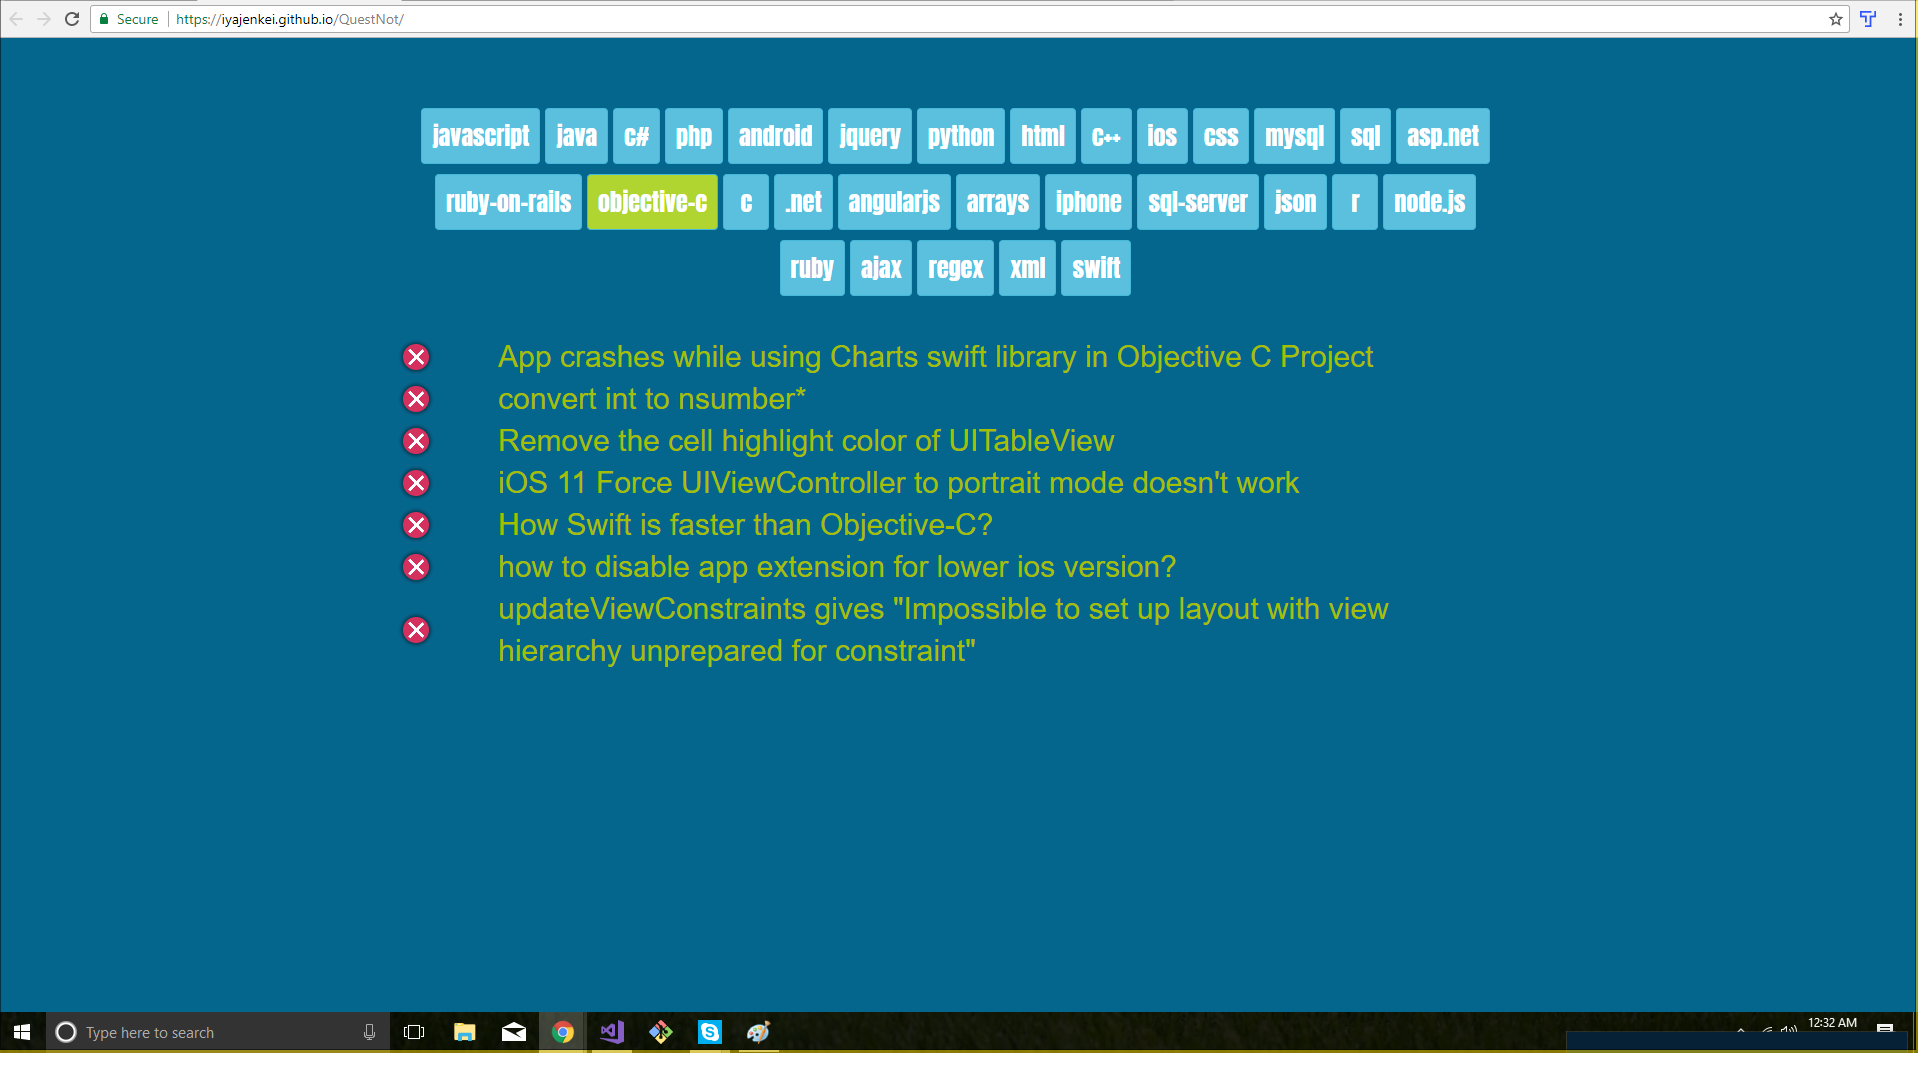 Secure https://iyajenkei.github.io/QuestNot/
javascript java c# php android jquery python html c++ ios css mysql sql asp.net
ruby-on-rails objective-c c .net angularjs arrays iphone sql-server json r node.js
ruby ajax regex xml swift
App crashes while using Charts swift library in Objective C Project
convert int to nsumber*
Remove the cell highlight color of UITableView
iOS 11 Force UIViewController to portrait mode doesn't work
How Swift is faster than Objective-C?
how to disable app extension for lower ios version?
updateViewConstraints gives "Impossible to set up layout with view
hierarchy unprepared for constraint"
Type here to search
12:32 AM